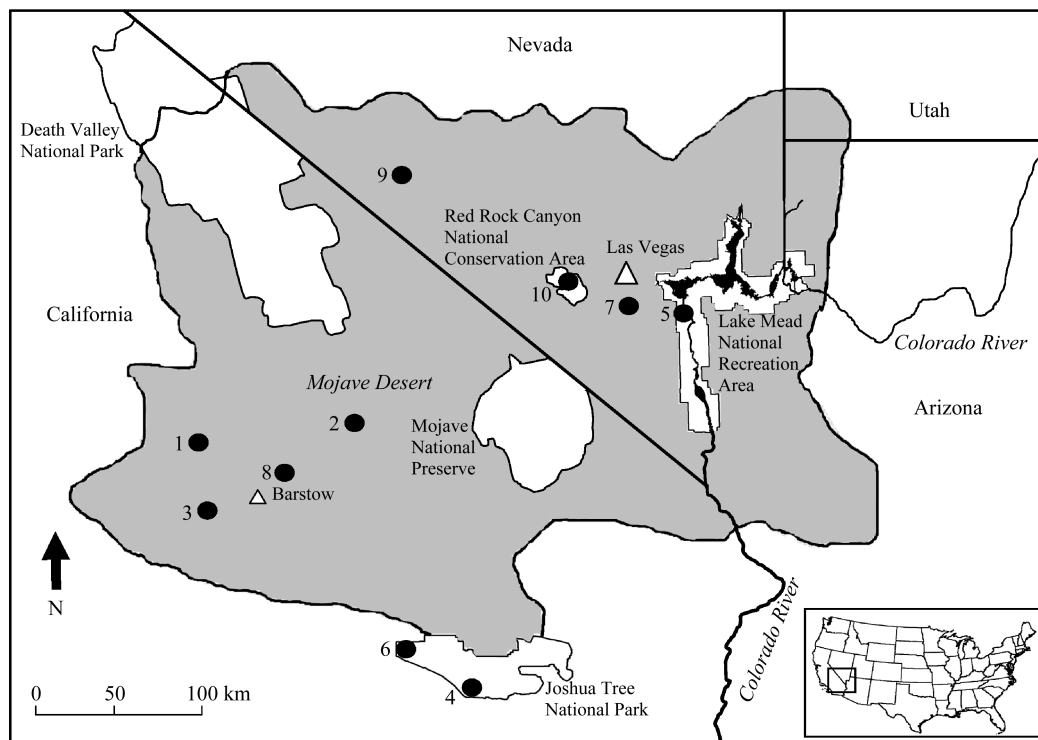 Nevada
Utah
Death Valley
National Park
9
Red Rock Canyon
National
Conservation Area
Las Vegas
10
7
5
California
Lake Mead
National
Recreation
Area
Colorado River
Mojave Desert
Arizona
2
1
Mojave
National
Preserve
8
Barstow
3
N
Colorado River
6
4
Joshua Tree
National Park
0 50 100 km